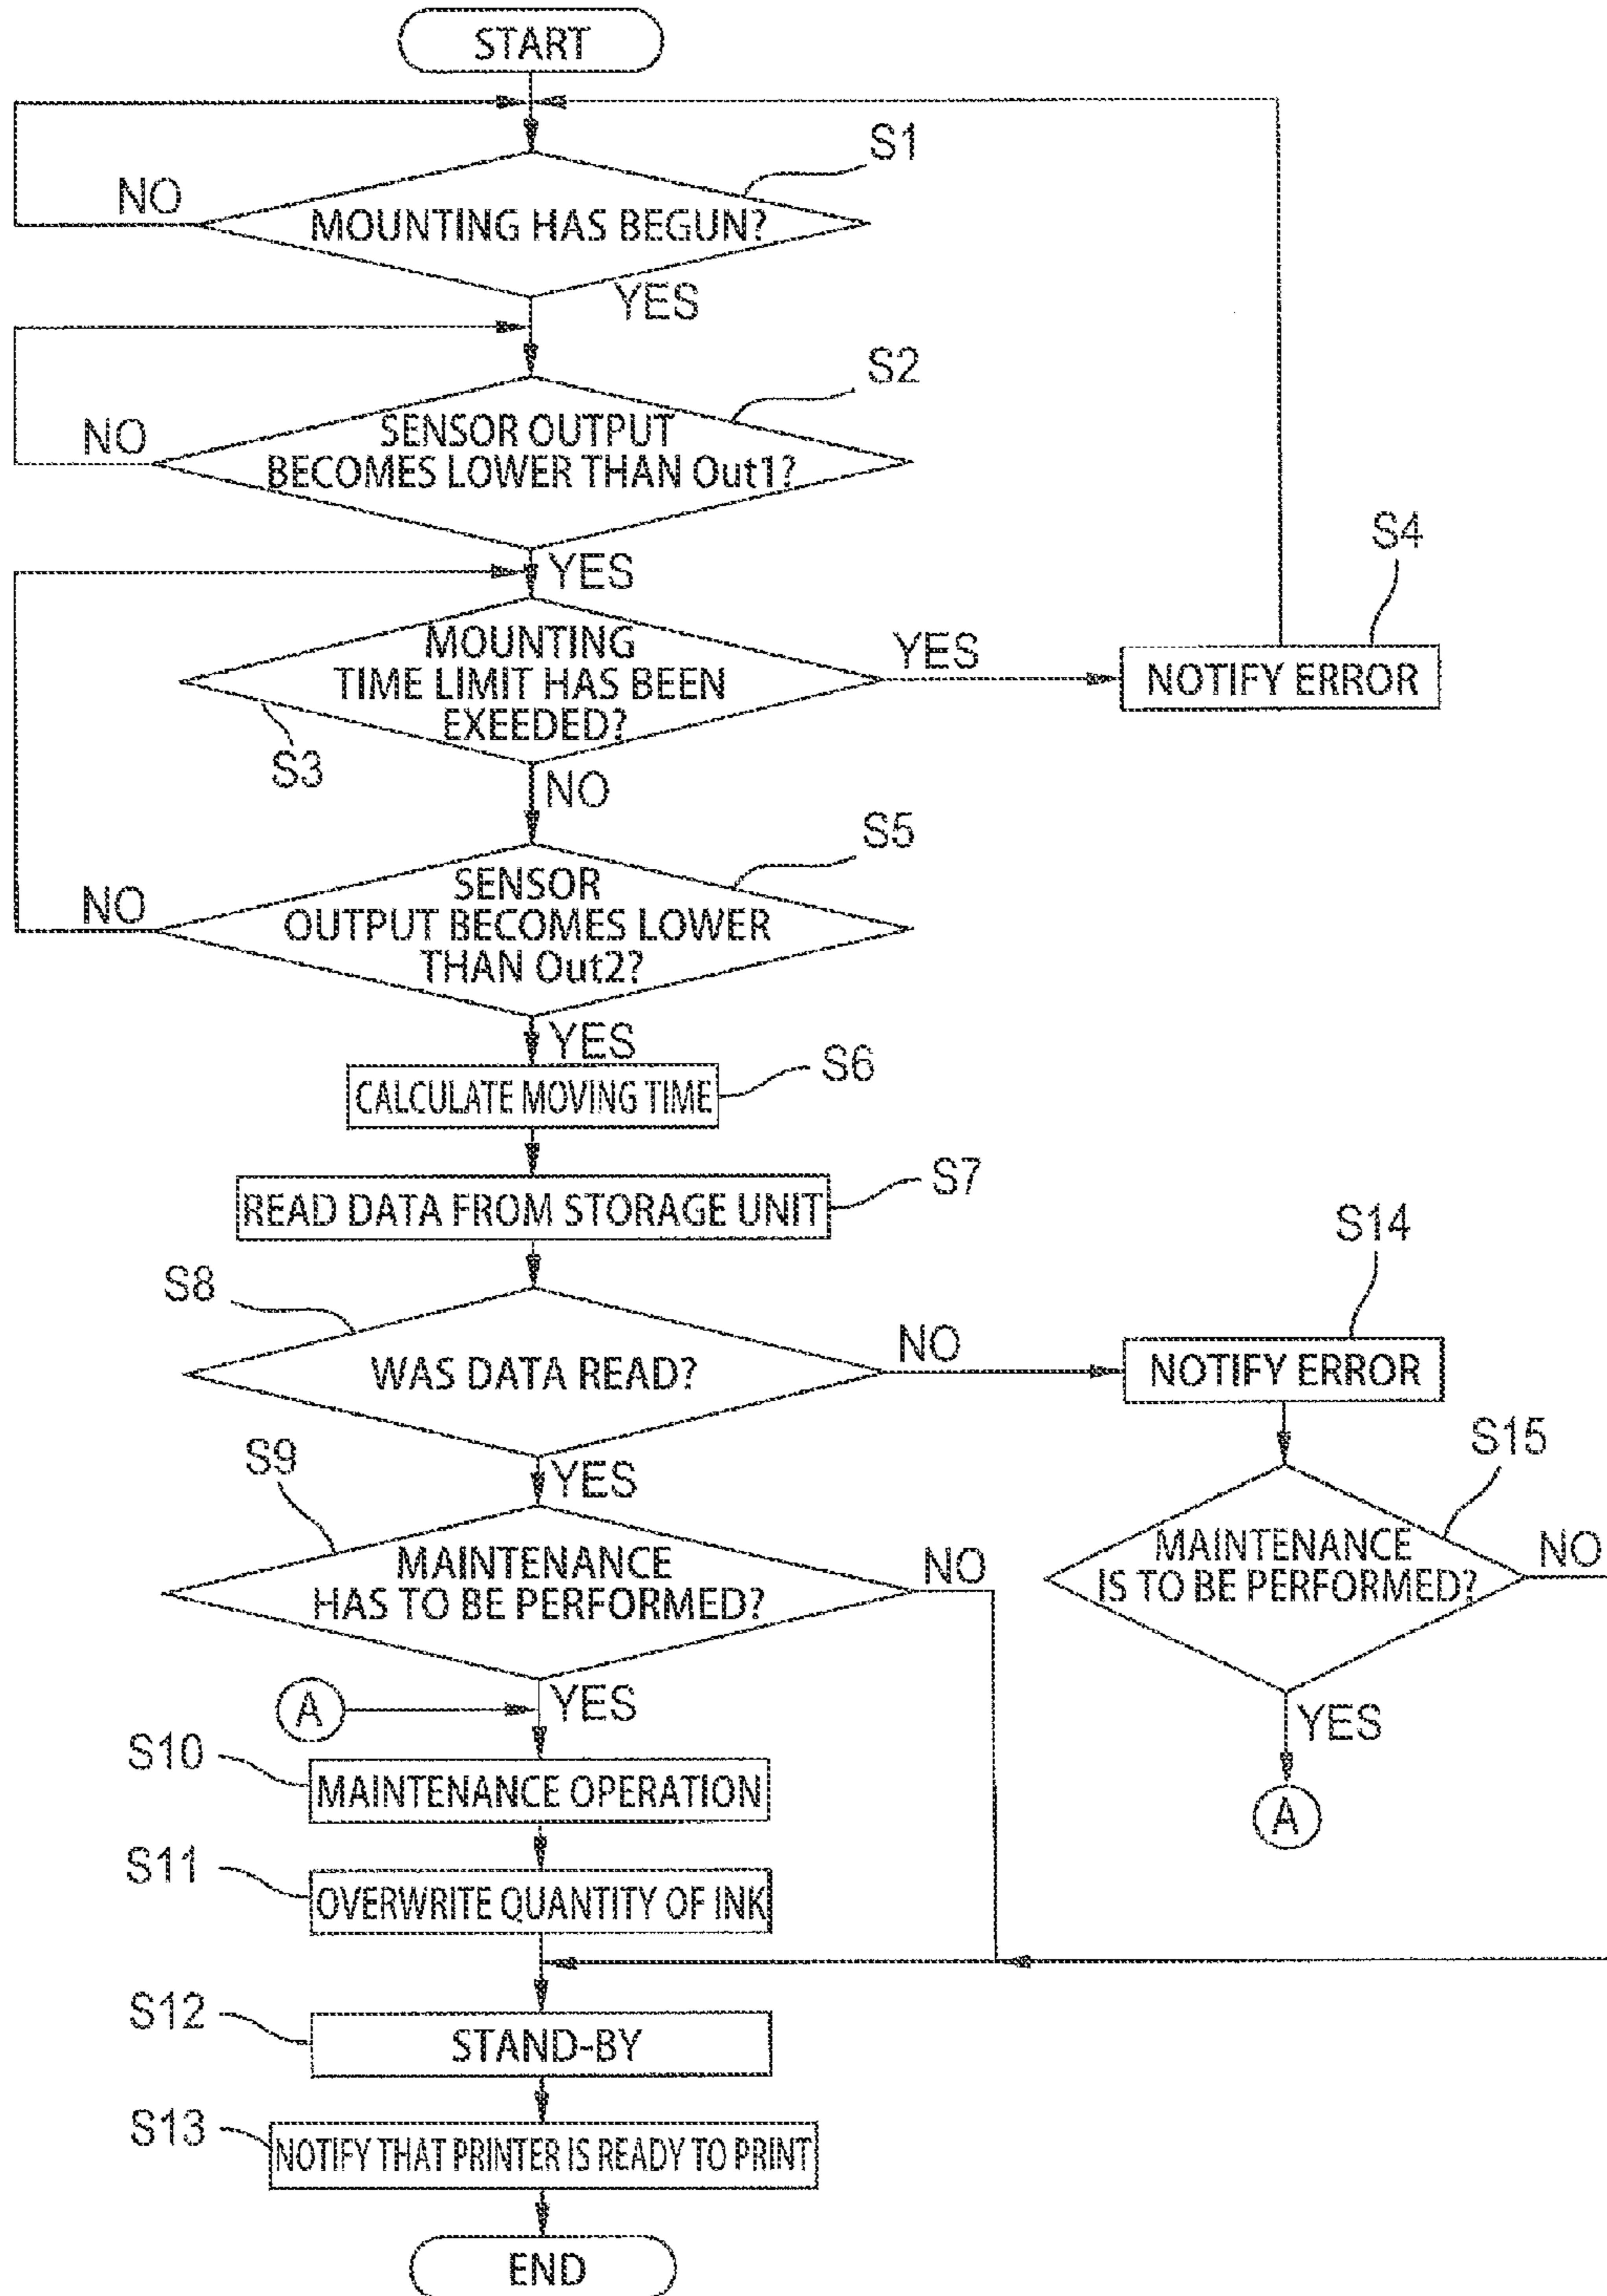 START
S1
NO
MOUNTING HAS BEGUN?
YES
S2
NO
SENSOR OUTPUT
BECOMES LOWER THAN Out1?
YES
S4
MOUNTING
TIME LIMIT HAS BEEN
EXEEDED?
YES
NOTIFY ERROR
S3
NO
S5
NO
SENSOR
OUTPUT BECOMES LOWER
THAN Out2?
YES
S6
CALCULATE MOVING TIME
S7
READ DATA FROM STORAGE UNIT
S14
S8
WAS DATA READ?
NO
NOTIFY ERROR
S9
YES
S15
MAINTENANCE
HAS TO BE PERFORMED?
NO
MAINTENANCE
IS TO BE PERFORMED?
NO
A
YES
YES
S10
MAINTENANCE OPERATION
A
S11
OVERWRITE QUANTITY OF INK
S12
STAND-BY
S13
NOTIFY THAT PRINTER IS READY TO PRINT
END